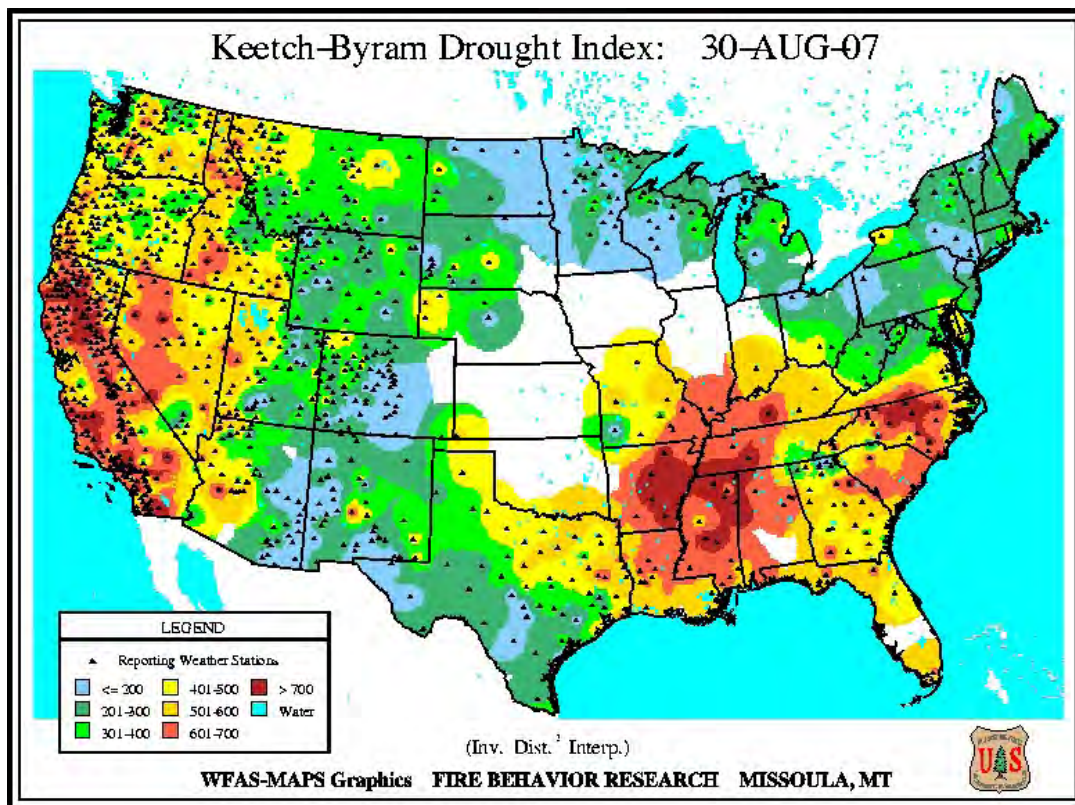 Keetch-Byram Drought Index: 30-AUG-07
LEGEND
Reporting Weather Stations
<= 200 401-500 > 700
201-300 501-600 Water
301-400 601-700
(Inv. Dist.² Interp.)
WFAS-MAPS Graphics FIRE BEHAVIOR RESEARCH MISSOULA, MT
U S